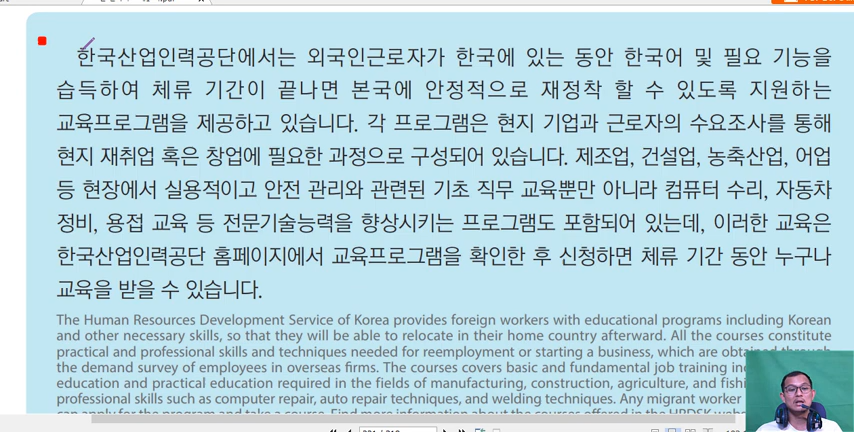 한국산업인력공단에서는 외국인근로자가 한국에 있는 동안 한국어 및 필요 기능을
습득하여 체류 기간이 끝나면 본국에 안정적으로 재정착 할 수 있도록 지원하는
교육프로그램을 제공하고 있습니다. 각 프로그램은 현지 기업과 근로자의 수요조사를 통해
현지 재취업 혹은 창업에 필요한 과정으로 구성되어 있습니다. 제조업, 건설업, 농축산업, 어업
등 현장에서 실용적이고 안전 관리와 관련된 기초 직무 교육뿐만 아니라 컴퓨터 수리, 자동차
정비, 용접 교육 등 전문기술능력을 향상시키는 프로그램도 포함되어 있는데, 이러한 교육은
한국산업인력공단 홈페이지에서 교육프로그램을 확인한 후 신청하면 체류 기간 동안 누구나
교육을 받을 수 있습니다.
The Human Resources Development Service of Korea provides foreign workers with educational programs including Korean
and other necessary skills, so that they will be able to relocate in their home country afterward. All the courses constitute
practical and professional skills and techniques needed for reemployment or starting a business, which are obtained through
the demand survey of employees in overseas firms. The courses covers basic and fundamental job training
education and practical education required in the fields of manufacturing, construction, agriculture, and
professional skills such as computer repair, auto repair techniques, and welding techniques. Any migrant worker
can apply for the program and take a course. Find more information about the courses offered in the HRDSK